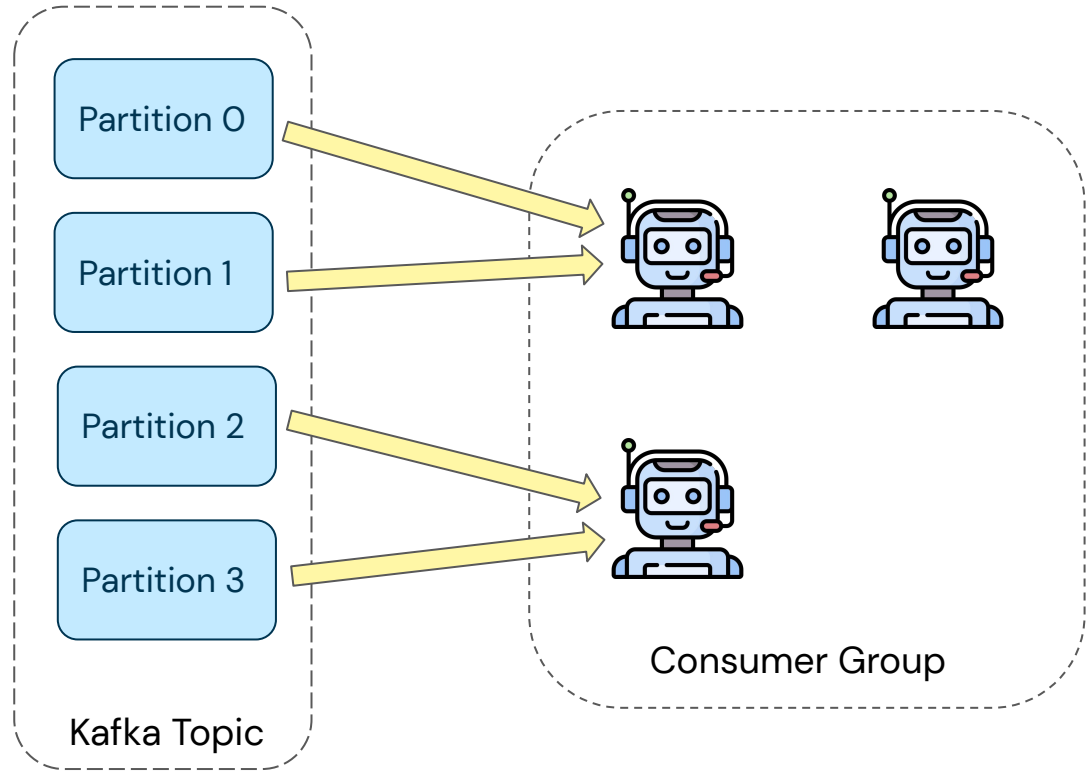 Partition 0
Partition 1
Partition 2
Partition 3
Kafka Topic
Consumer Group